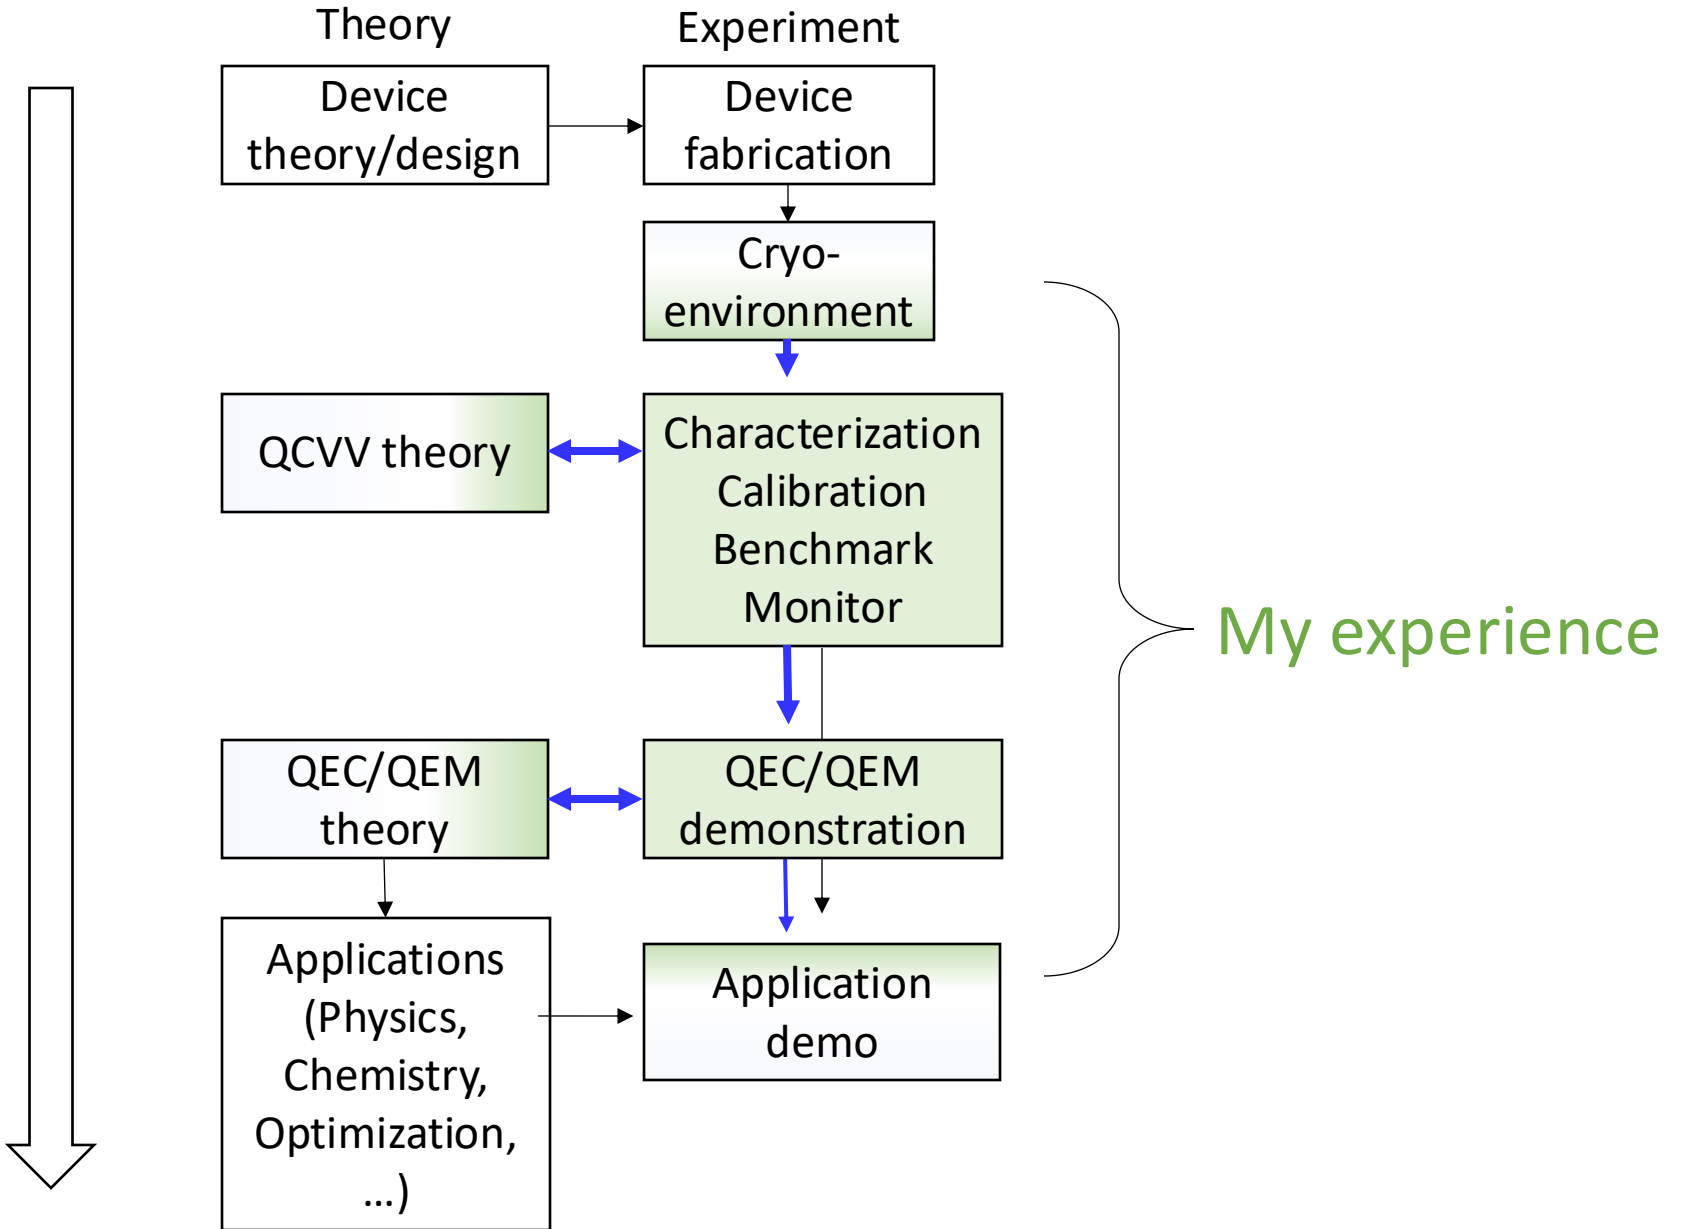 Theory
Experiment
Device
theory/design
Device
fabrication
Cryo-
environment
QCVV theory
Characterization
Calibration
Benchmark
Monitor
My experience
QEC/QEM
theory
QEC/QEM
demonstration
Applications
(Physics,
Chemistry,
Optimization,
...)
Application
demo